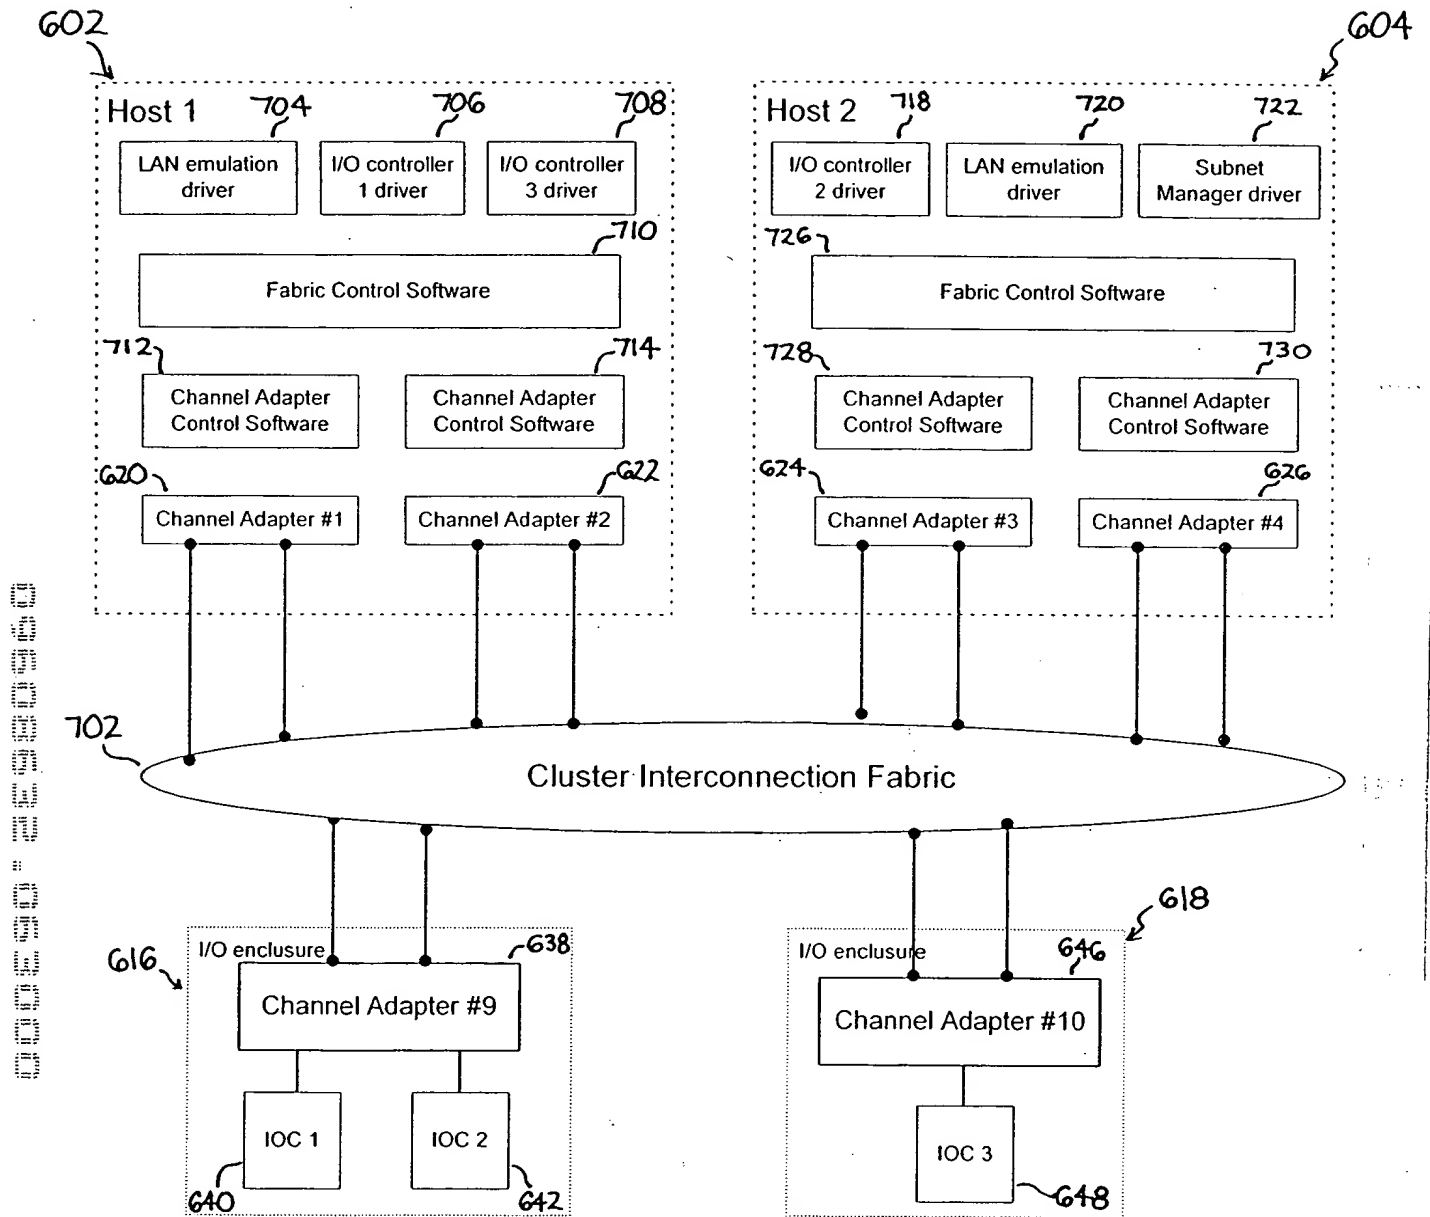 602
604
Host 1
704
706
708
Host 2
718
720
722
LAN emulation
driver
I/O controller
1 driver
I/O controller
3 driver
I/O controller
2 driver
LAN emulation
driver
Subnet
Manager driver
710
726
Fabric Control Software
Fabric Control Software
712
714
728
730
Channel Adapter
Control Software
Channel Adapter
Control Software
Channel Adapter
Control Software
Channel Adapter
Control Software
620
622
624
626
Channel Adapter #1
Channel Adapter #2
Channel Adapter #3
Channel Adapter #4
702
Cluster Interconnection Fabric
616
I/O enclusure
638
618
I/O enclusure
646
Channel Adapter #9
Channel Adapter #10
IOC 1
IOC 2
IOC 3
640
642
648
09608632.063000